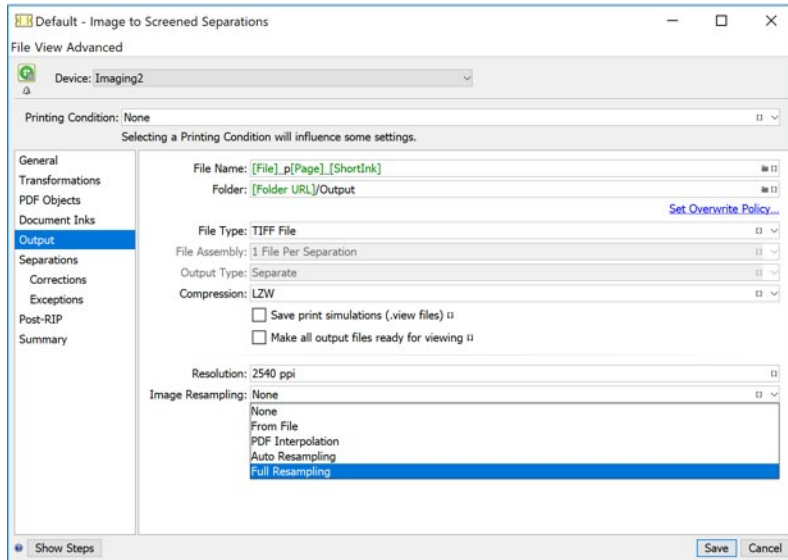 Default - Image to Screened Separations
File View Advanced
Device: Imaging2
Printing Condition: None
Selecting a Printing Condition will influence some settings.
General
Transformations
PDF Objects
Document Inks
Output
Separations
Corrections
Exceptions
Post-RIP
Summary
File Name: [File]_p[Page]_[ShortInk]
Folder: [Folder URL]/Output
Set Overwrite Policy...
File Type: TIFF File
File Assembly: 1 File Per Separation
Output Type: Separate
Compression: LZW
Save print simulations (.view files)
Make all output files ready for viewing
Resolution: 2540 ppi
Image Resampling: None
None
From File
PDF Interpolation
Auto Resampling
Full Resampling
Show Steps
Save Cancel